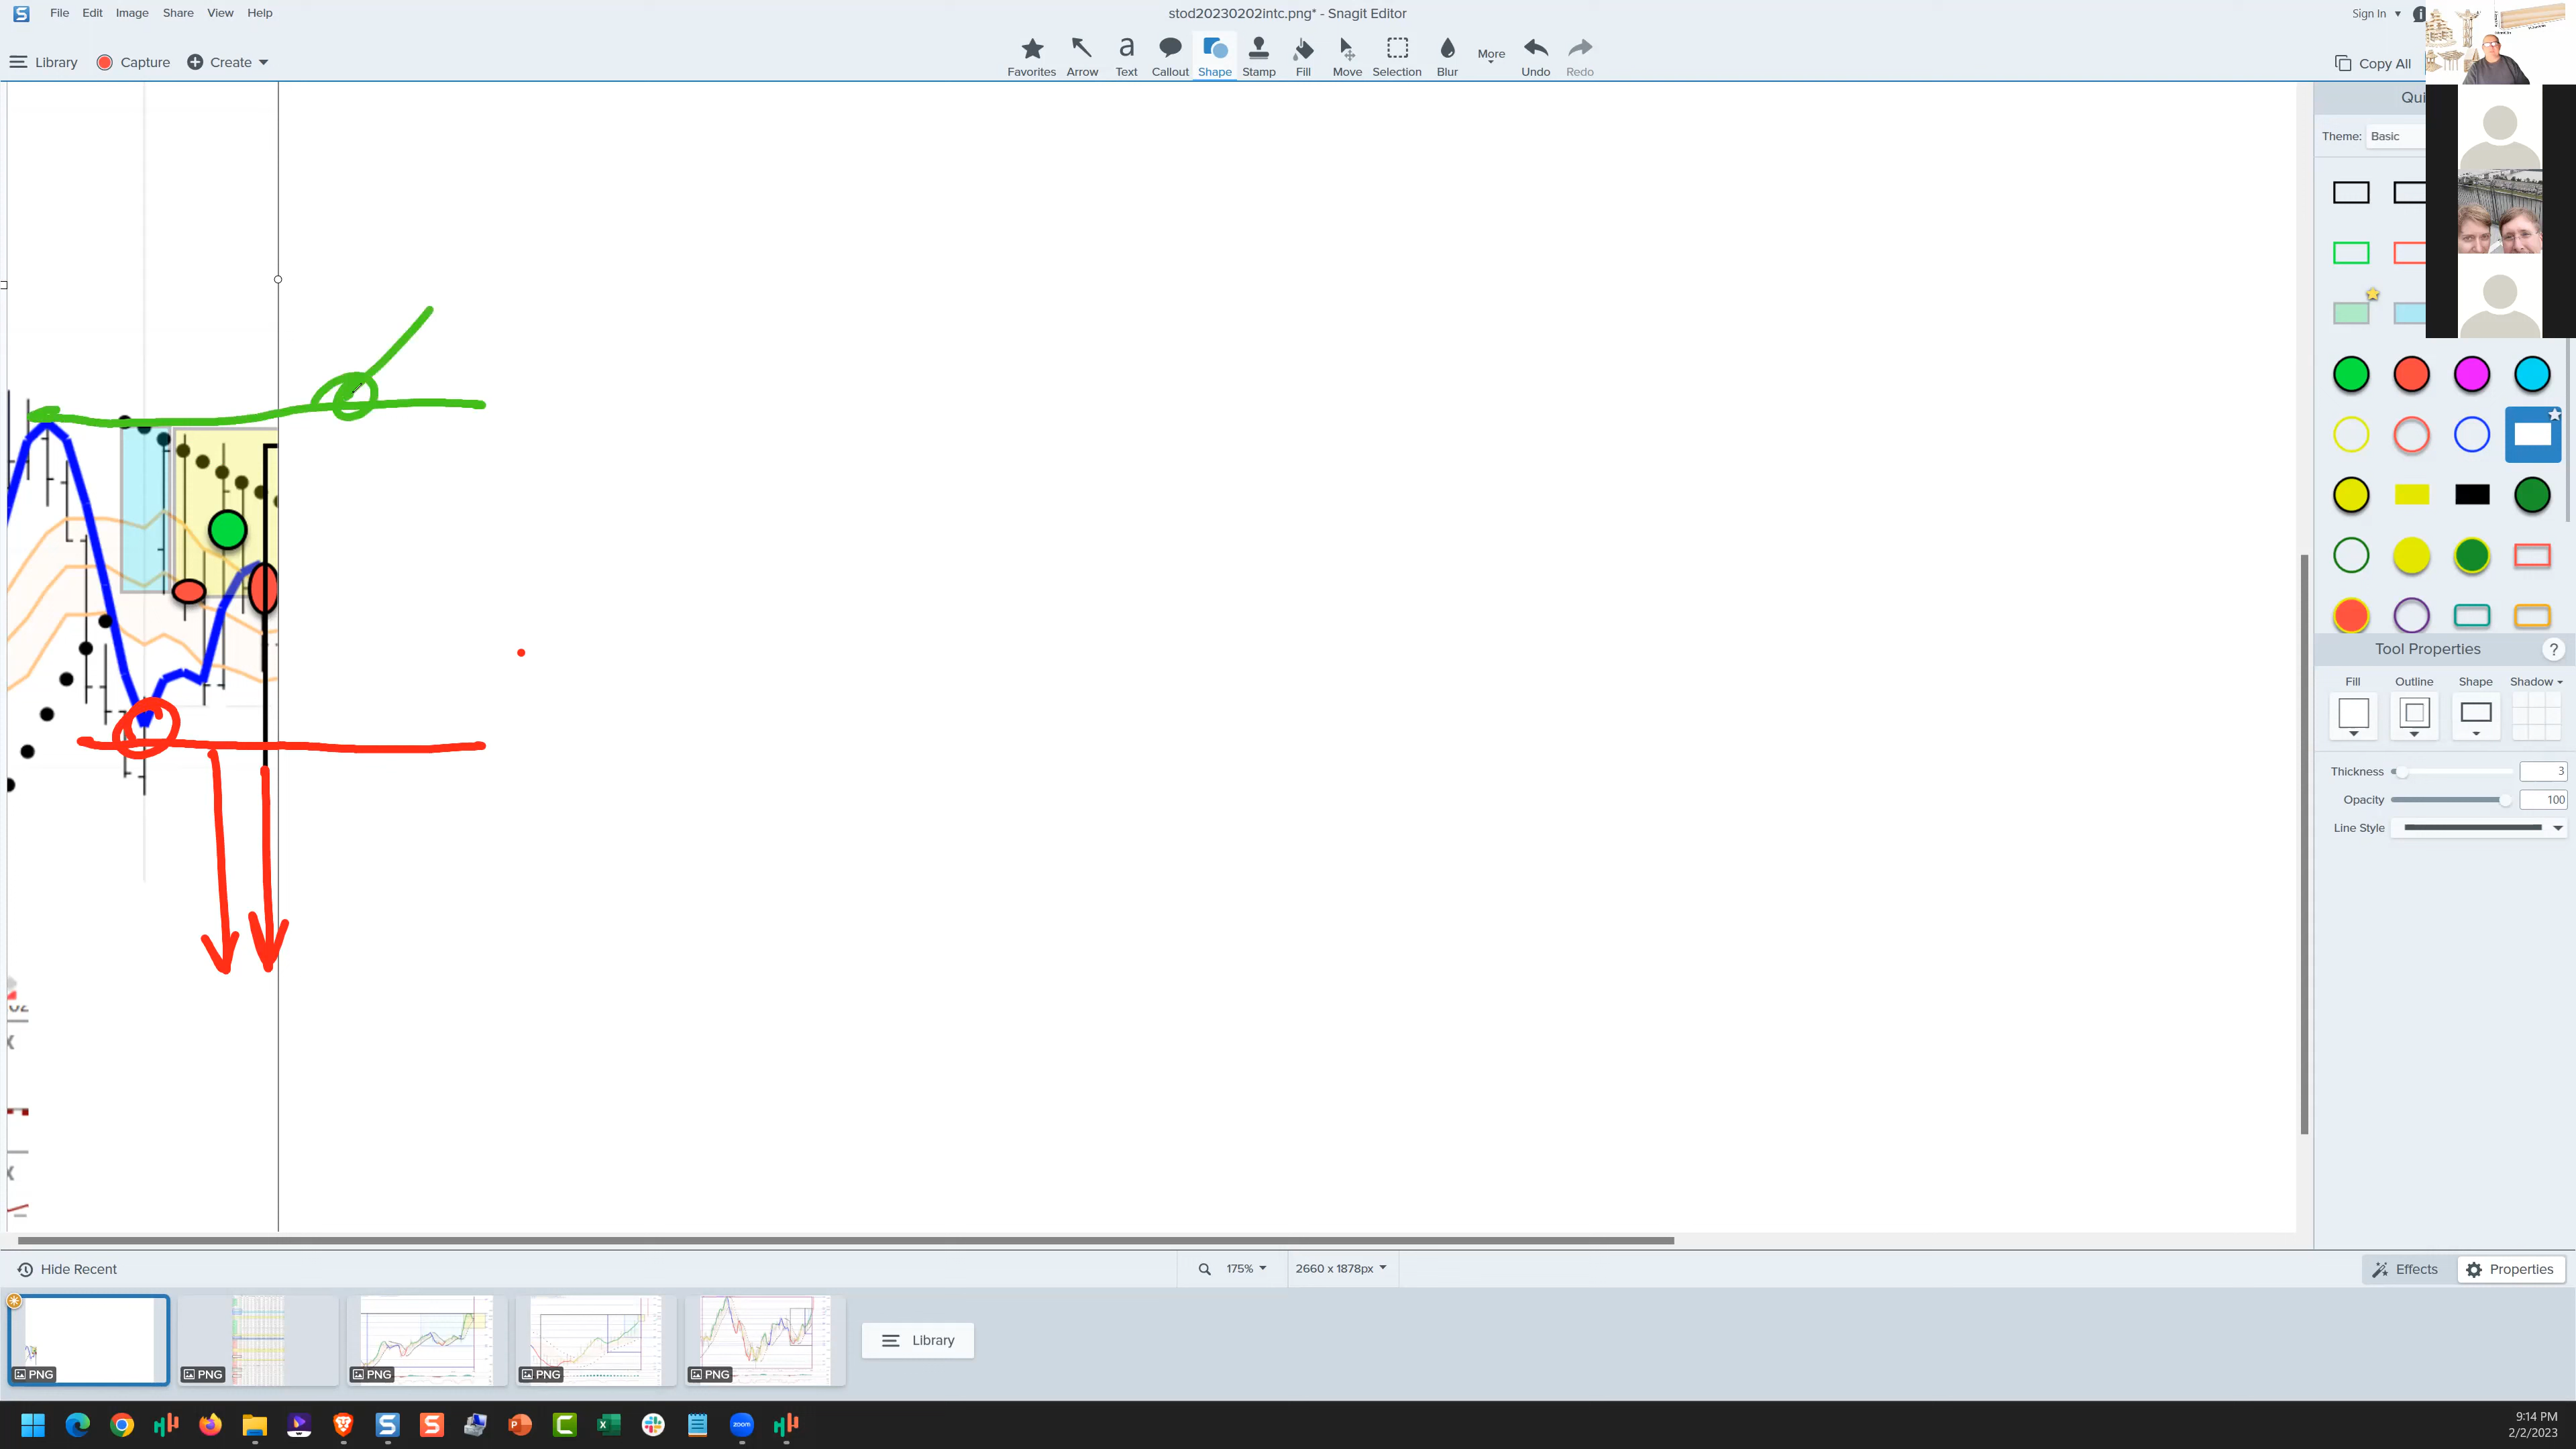 File Edit Image Share View Help
stod20230202intc.png* - Snagit Editor
Sign In
Library Capture Create
Favorites Arrow Text Callout Shape Stamp Fill Move Selection Blur More Undo Redo
Copy All
Theme: Basic
Tool Properties ?
Fill Outline Shape Shadow
Thickness 3
Opacity 100
Line Style
Hide Recent
175% 2660 x 1878px
Effects Properties
PNG PNG PNG PNG PNG
Library
zoom
9:14 PM
2/2/2023